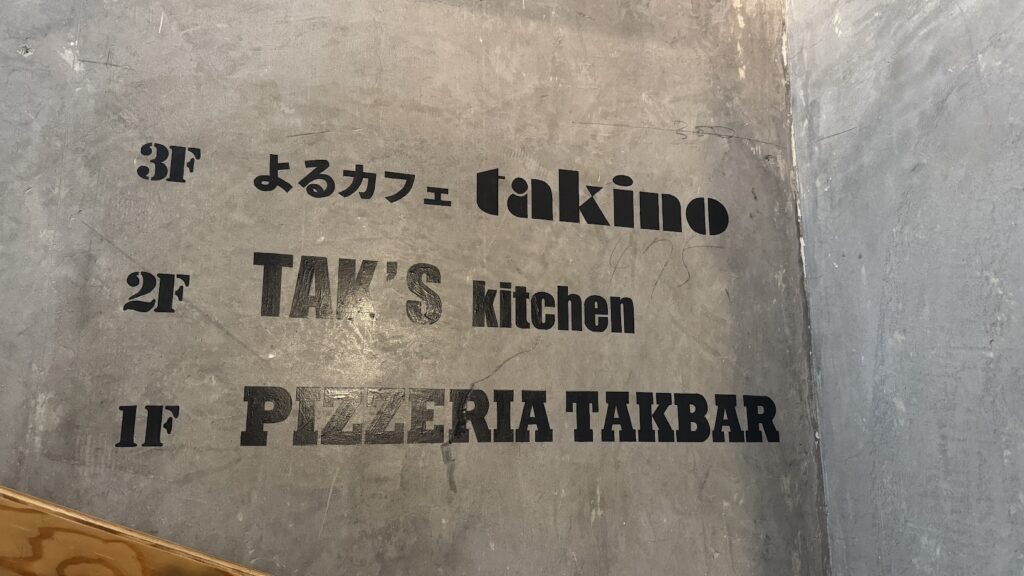 3F よるカフェ takino
2F TAK'S kitchen
1F PIZZERIA TAKBAR